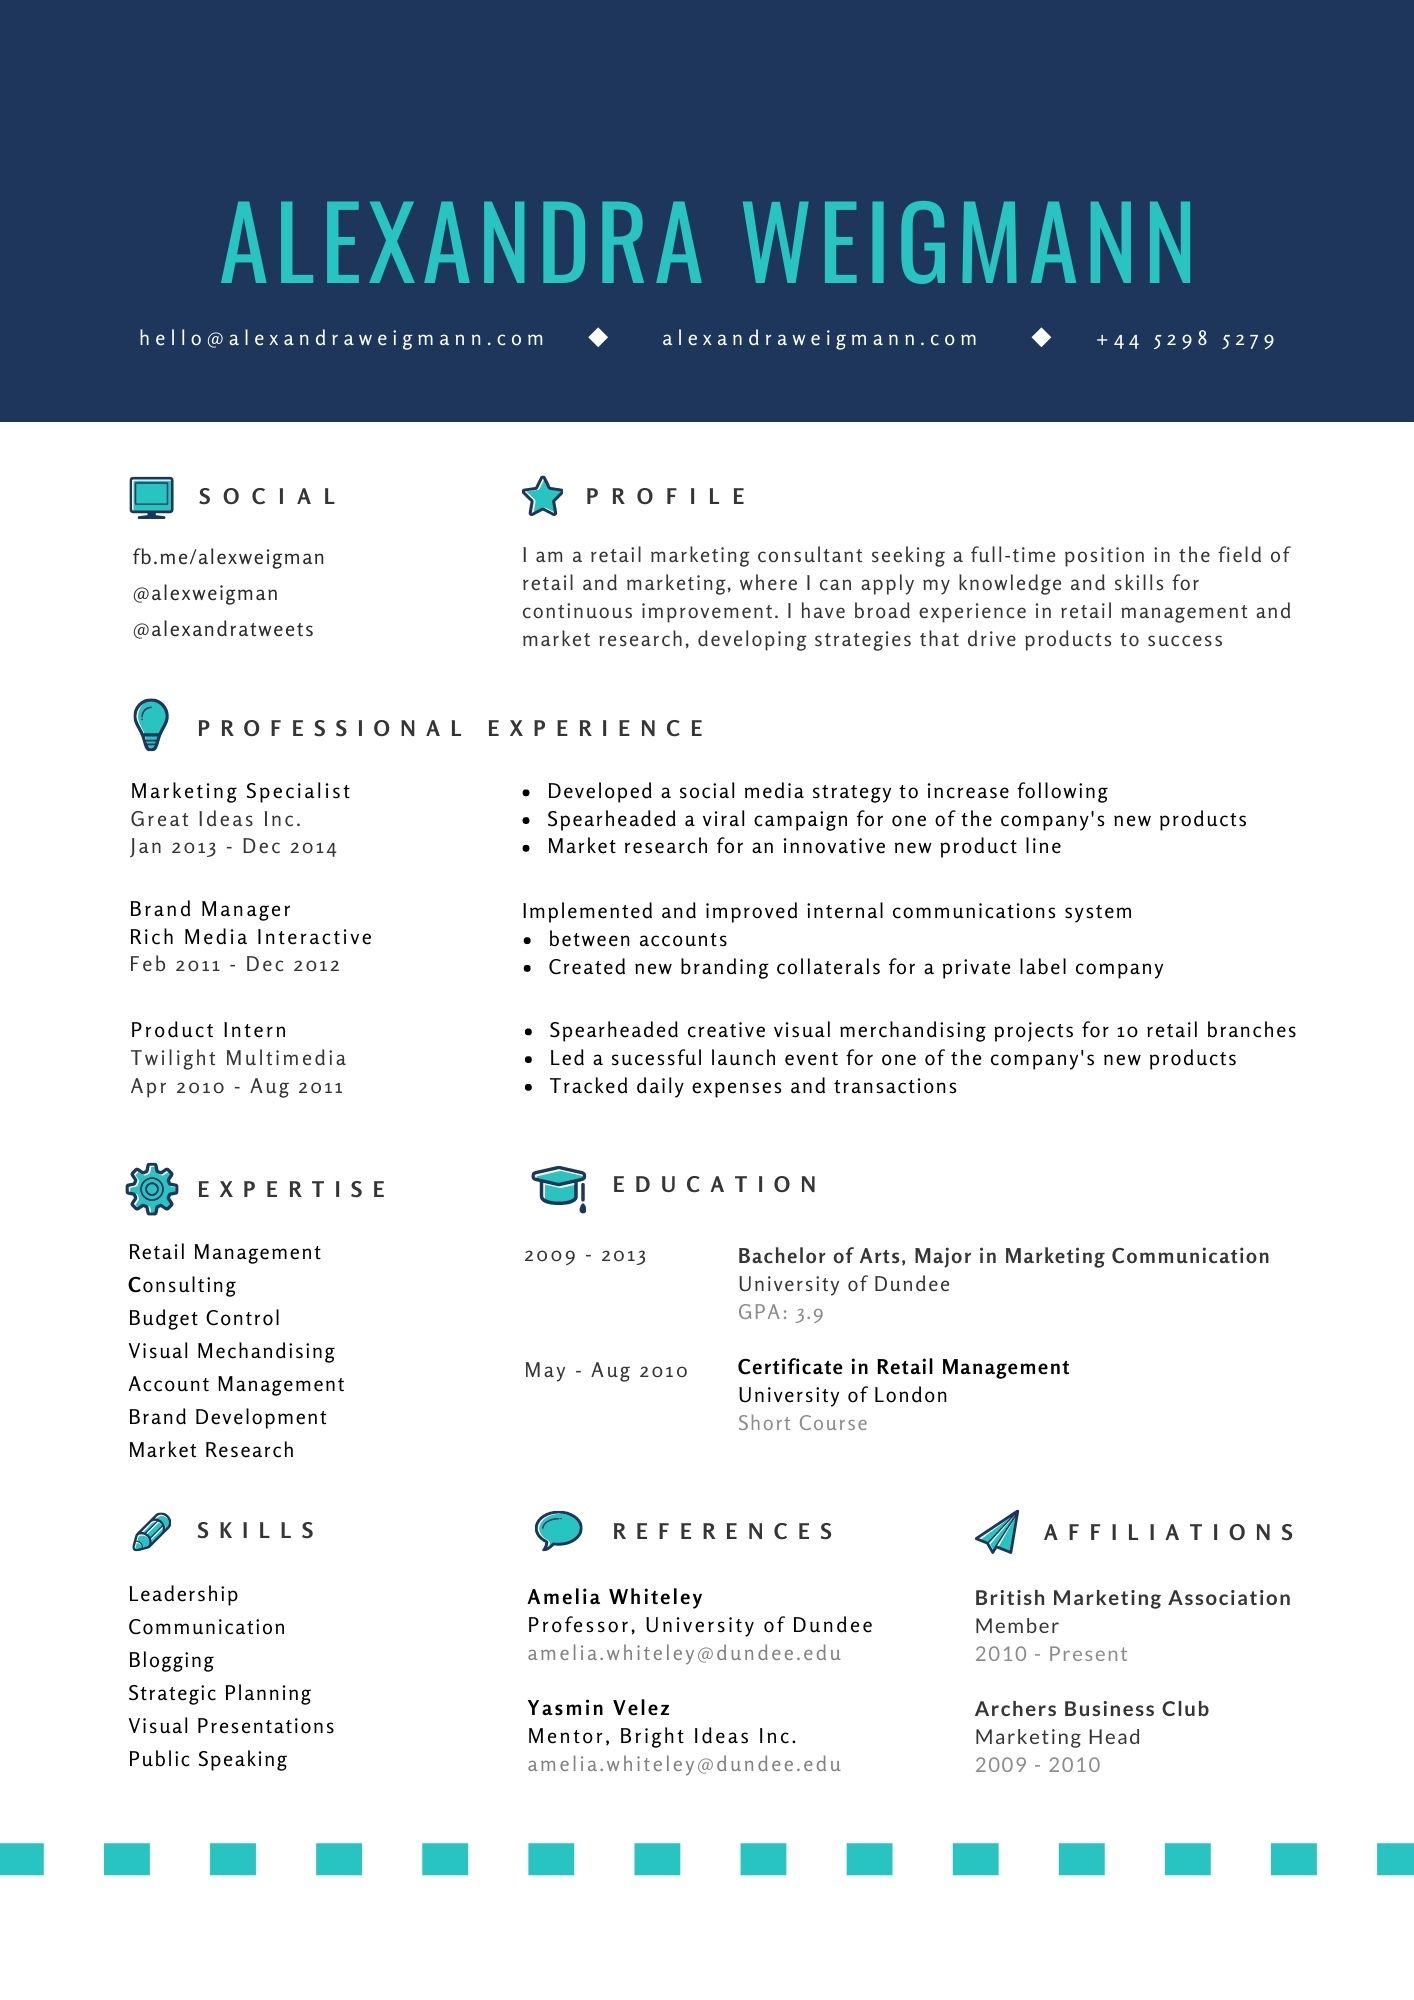 ALEXANDRA WEIGMANN
hello@alexandraweigmann.com ◆ alexandraweigmann.com ◆ +44 5298 5279
SOCIAL
fb.me/alexweigman
@alexweigman
@alexandratweets
PROFILE
I am a retail marketing consultant seeking a full-time position in the field of
retail and marketing, where I can apply my knowledge and skills for
continuous improvement. I have broad experience in retail management and
market research, developing strategies that drive products to success
PROFESSIONAL EXPERIENCE
Marketing Specialist
Great Ideas Inc.
Jan 2013 - Dec 2014
• Developed a social media strategy to increase following
• Spearheaded a viral campaign for one of the company's new products
• Market research for an innovative new product line
Brand Manager
Rich Media Interactive
Feb 2011 - Dec 2012
Implemented and improved internal communications system
• between accounts
• Created new branding collaterals for a private label company
Product Intern
Twilight Multimedia
Apr 2010 - Aug 2011
• Spearheaded creative visual merchandising projects for 10 retail branches
• Led a sucessful launch event for one of the company's new products
• Tracked daily expenses and transactions
EXPERTISE
Retail Management
Consulting
Budget Control
Visual Mechandising
Account Management
Brand Development
Market Research
EDUCATION
2009 - 2013
Bachelor of Arts, Major in Marketing Communication
University of Dundee
GPA: 3.9
May - Aug 2010
Certificate in Retail Management
University of London
Short Course
SKILLS
Leadership
Communication
Blogging
Strategic Planning
Visual Presentations
Public Speaking
REFERENCES
Amelia Whiteley
Professor, University of Dundee
amelia.whiteley@dundee.edu
Yasmin Velez
Mentor, Bright Ideas Inc.
amelia.whiteley@dundee.edu
AFFILIATIONS
British Marketing Association
Member
2010 - Present
Archers Business Club
Marketing Head
2009 - 2010